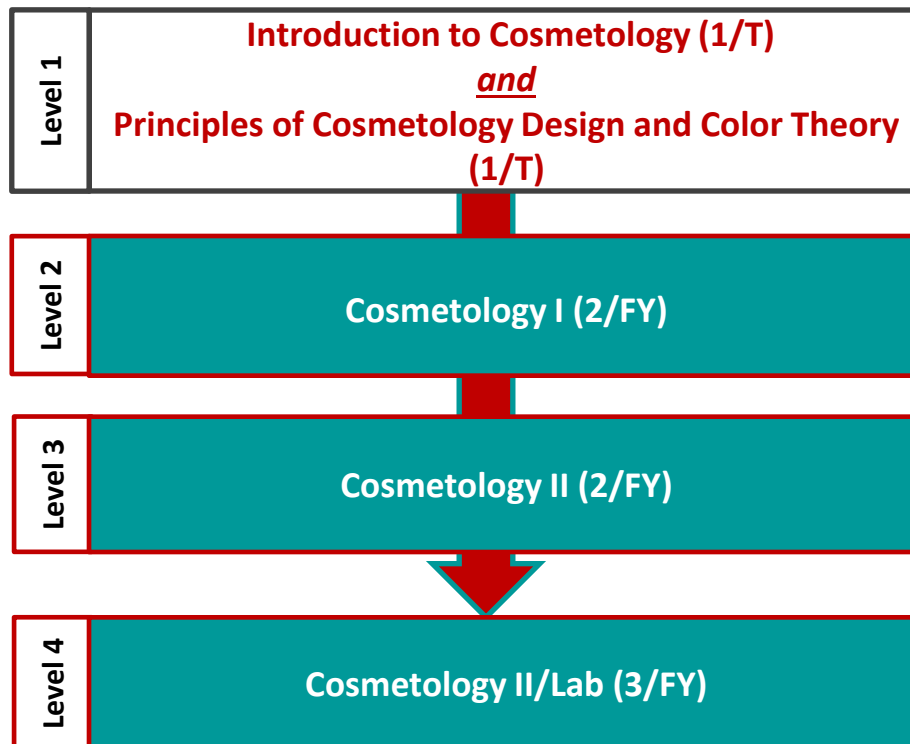 Level 1
Introduction to Cosmetology (1/T)
and
Principles of Cosmetology Design and Color Theory
(1/T)
Level 2
Cosmetology I (2/FY)
Level 3
Cosmetology II (2/FY)
Level 4
Cosmetology II/Lab (3/FY)